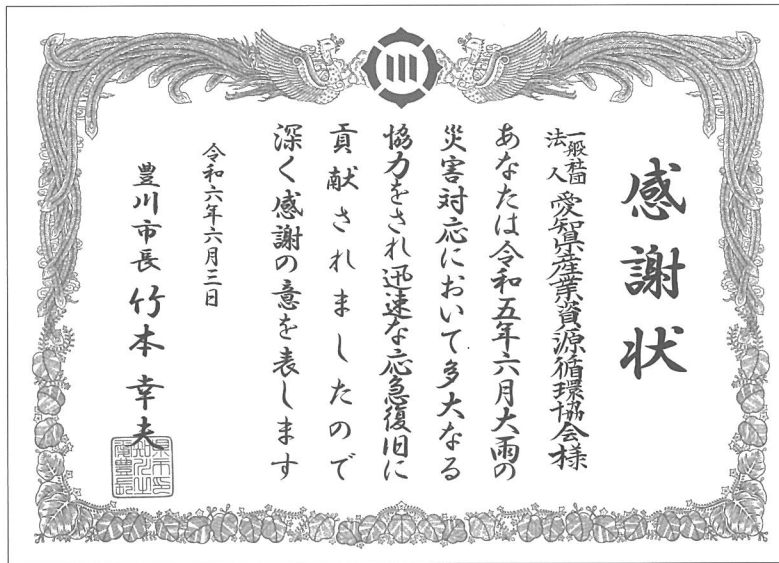 感謝状
一般社団法人 愛知県産業資源循環協会様
あなたは令和五年六月大雨の
災害対応において多大なる
協力をされ迅速な応急復旧に
貢献されましたので
深く感謝の意を表します
令和六年六月三日
豊川市長 竹本幸夫